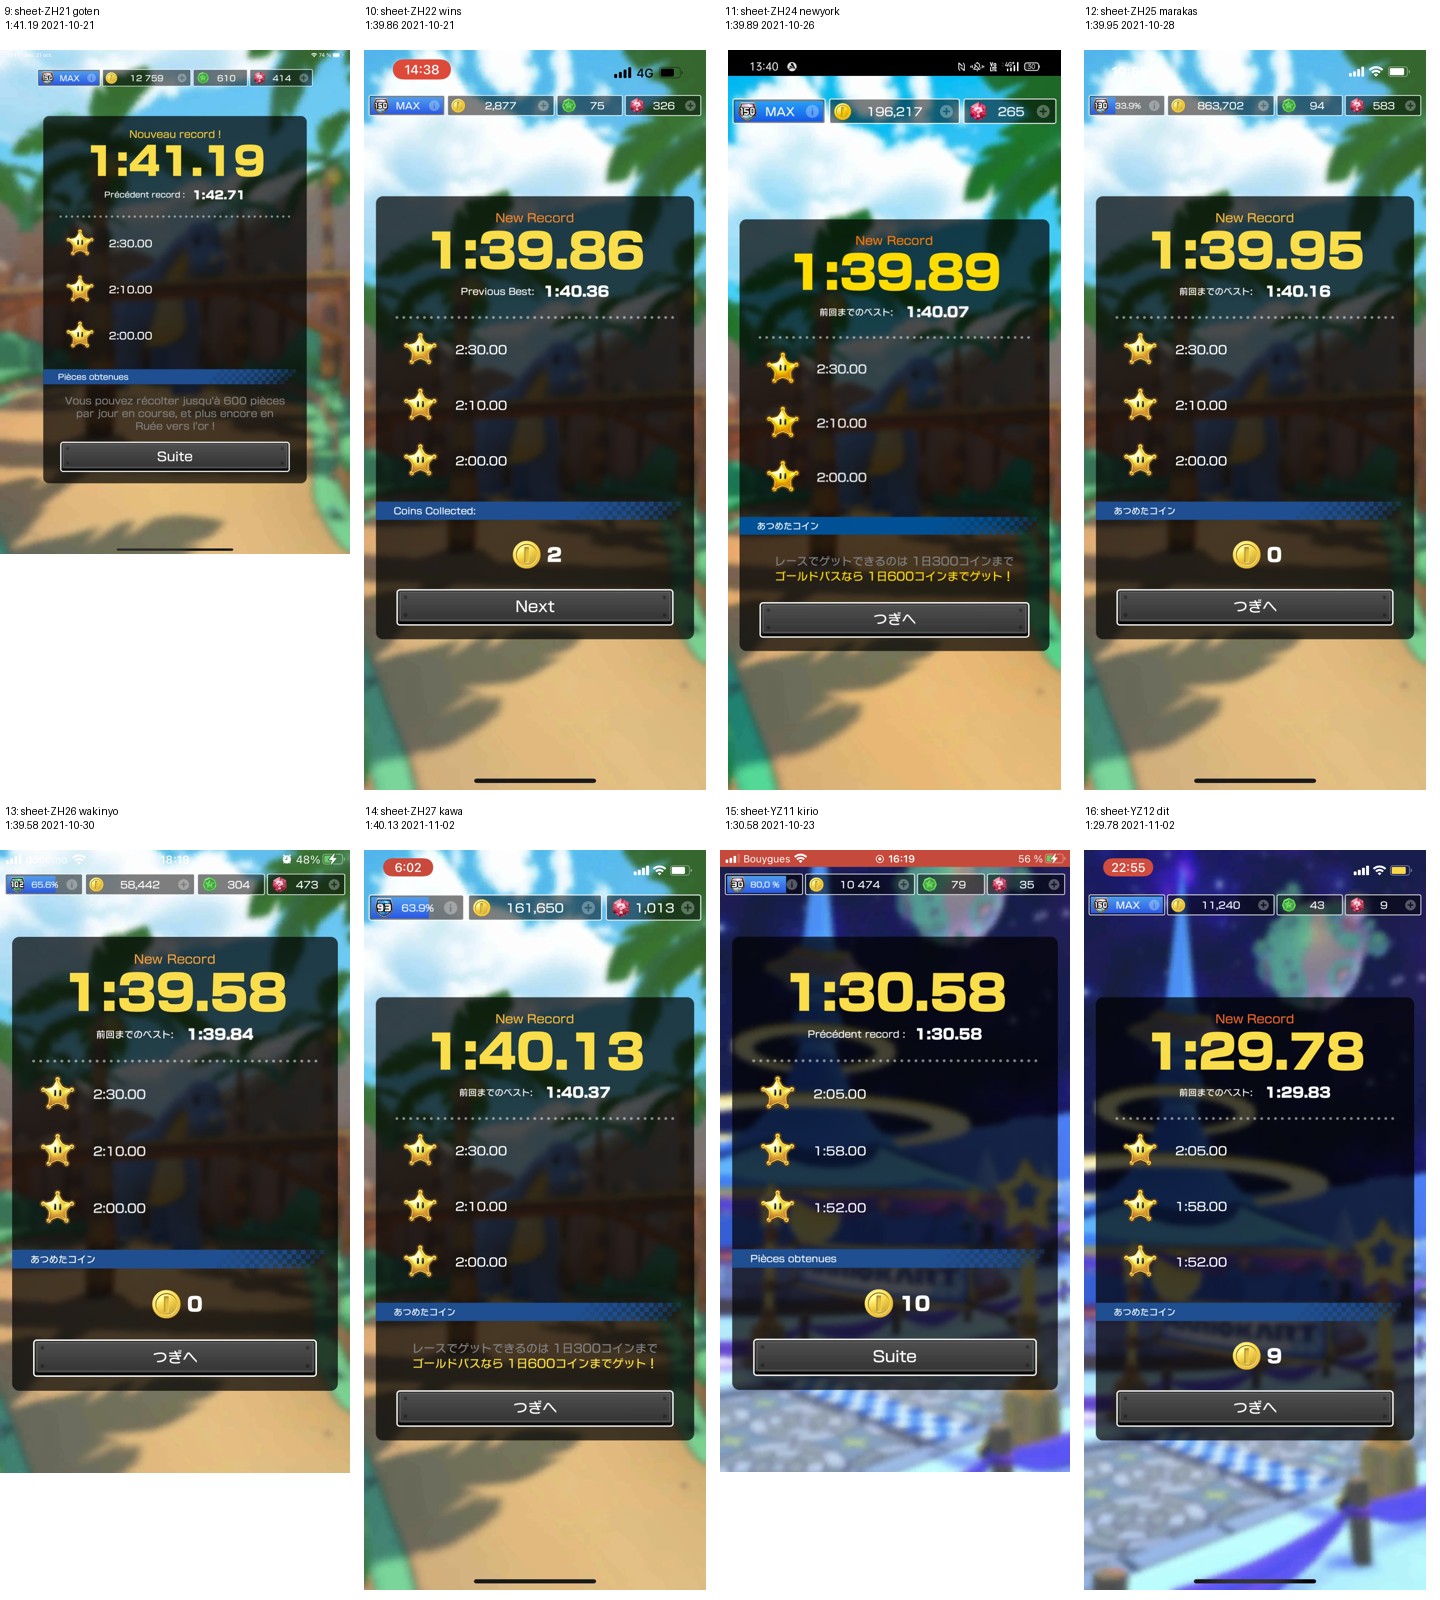 9: sheet-ZH21 goten
1:41.19 2021-10-21
74 %
MAX
12 759
610
414
Nouveau record !
1:41.19
Précédent record : 1:42.71
2:30.00
2:10.00
2:00.00
Pièces obtenues
Vous pouvez récolter jusqu'à 600 pièces
par jour en course, et plus encore en
Ruée vers l'or !
Suite
10: sheet-ZH22 wins
1:39.86 2021-10-21
14:38
4G
150 MAX
2,877
75
326
New Record
1:39.86
Previous Best: 1:40.36
2:30.00
2:10.00
2:00.00
Coins Collected:
2
Next
11: sheet-ZH24 newyork
1:39.89 2021-10-26
13:40
30
150 MAX
196,217
265
New Record
1:39.89
前回までのベスト: 1:40.07
2:30.00
2:10.00
2:00.00
あつめたコイン
レースでゲットできるのは 1日300コインまで
ゴールドパスなら 1日600コインまでゲット！
つぎへ
12: sheet-ZH25 marakas
1:39.95 2021-10-28
130 33.9%
863,702
94
583
New Record
1:39.95
前回までのベスト: 1:40.16
2:30.00
2:10.00
2:00.00
あつめたコイン
0
つぎへ
13: sheet-ZH26 wakinyo
1:39.58 2021-10-30
docomo
18:19
48%
102 65.6%
58,442
304
473
New Record
1:39.58
前回までのベスト: 1:39.84
2:30.00
2:10.00
2:00.00
あつめたコイン
0
つぎへ
14: sheet-ZH27 kawa
1:40.13 2021-11-02
6:02
93 63.9%
161,650
1,013
New Record
1:40.13
前回までのベスト: 1:40.37
2:30.00
2:10.00
2:00.00
あつめたコイン
レースでゲットできるのは 1日300コインまで
ゴールドパスなら 1日600コインまでゲット！
つぎへ
15: sheet-YZ11 kirio
1:30.58 2021-10-23
Bouygues
16:19
56 %
80,0 %
10 474
79
35
1:30.58
Précédent record : 1:30.58
2:05.00
1:58.00
1:52.00
Pièces obtenues
10
Suite
16: sheet-YZ12 dit
1:29.78 2021-11-02
22:55
150 MAX
11,240
43
9
New Record
1:29.78
前回までのベスト: 1:29.83
2:05.00
1:58.00
1:52.00
あつめたコイン
9
つぎへ